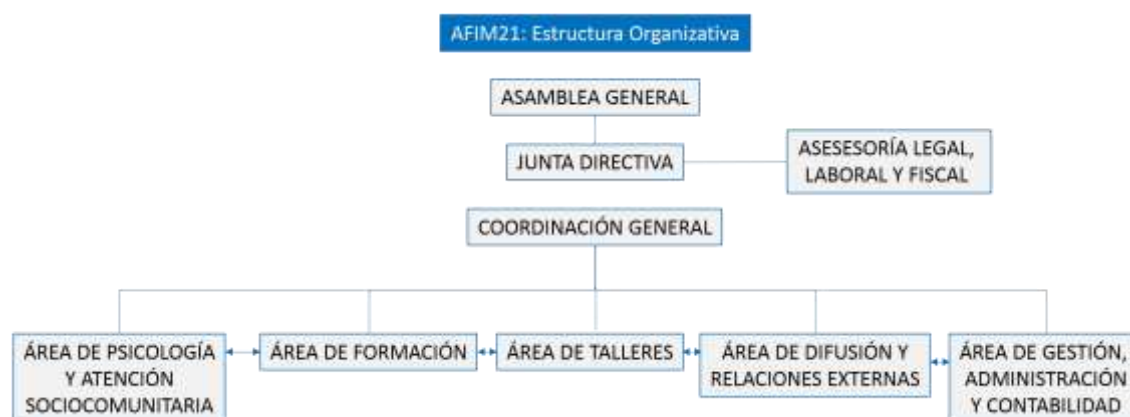 AFIM21: Estructura Organizativa
ASAMBLEA GENERAL
JUNTA DIRECTIVA
ASESESORÍA LEGAL,
LABORAL Y FISCAL
COORDINACIÓN GENERAL
ÁREA DE PSICOLOGÍA
Y ATENCIÓN
SOCIOCOMUNITARIA
ÁREA DE FORMACIÓN
ÁREA DE TALLERES
ÁREA DE DIFUSIÓN Y
RELACIONES EXTERNAS
ÁREA DE GESTIÓN,
ADMINISTRACIÓN
Y CONTABILIDAD